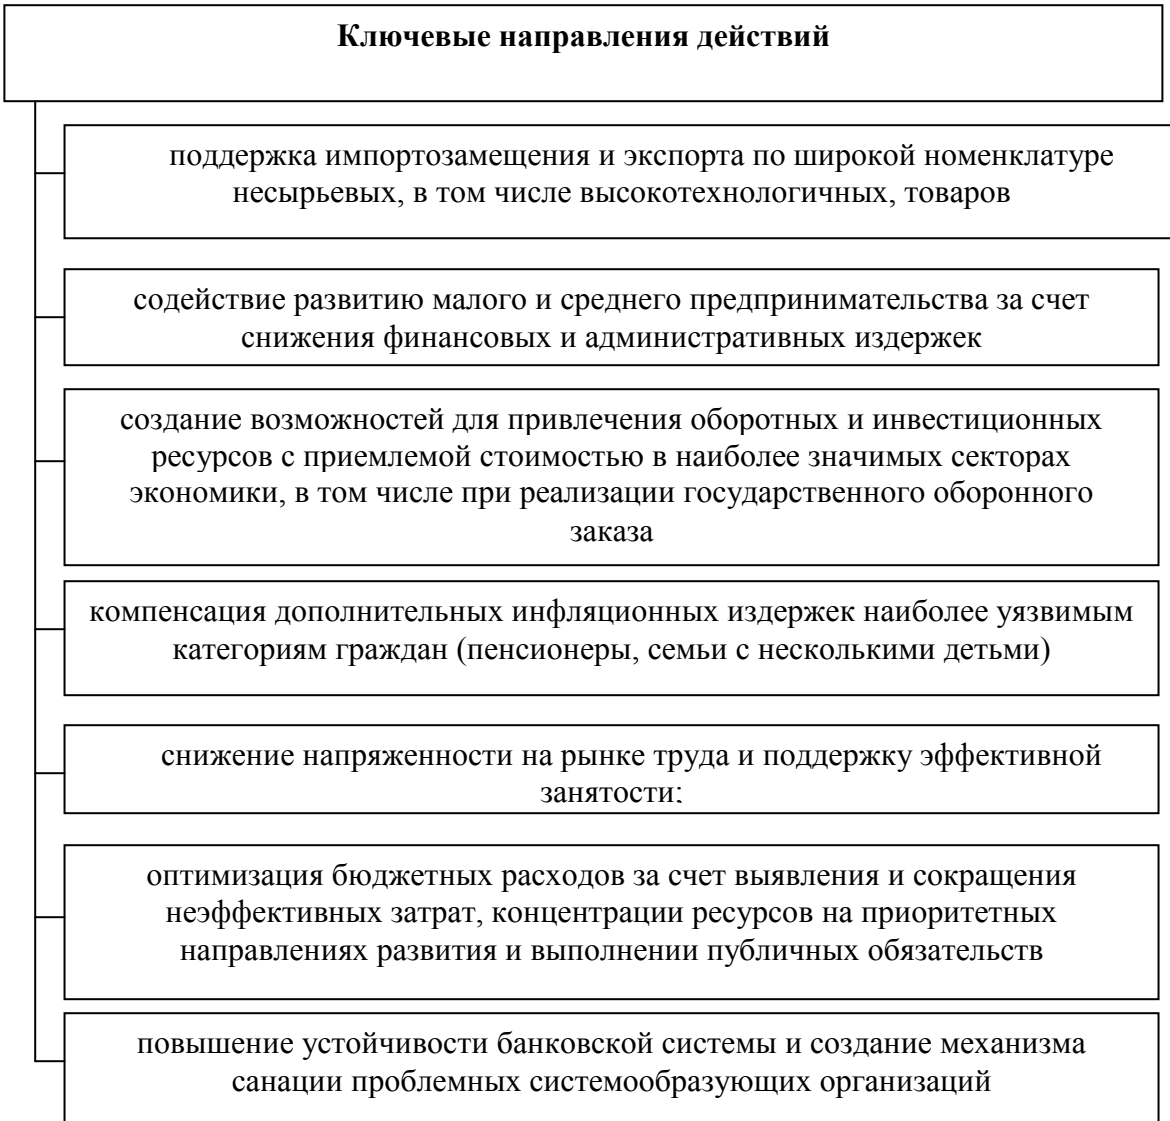 Ключевые направления действий
поддержка импортозамещения и экспорта по широкой номенклатуре
несырьевых, в том числе высокотехнологичных, товаров
содействие развитию малого и среднего предпринимательства за счет
снижения финансовых и административных издержек
создание возможностей для привлечения оборотных и инвестиционных
ресурсов с приемлемой стоимостью в наиболее значимых секторах
экономики, в том числе при реализации государственного оборонного
заказа
компенсация дополнительных инфляционных издержек наиболее уязвимым
категориям граждан (пенсионеры, семьи с несколькими детьми)
снижение напряженности на рынке труда и поддержку эффективной
занятости;
оптимизация бюджетных расходов за счет выявления и сокращения
неэффективных затрат, концентрации ресурсов на приоритетных
направлениях развития и выполнении публичных обязательств
повышение устойчивости банковской системы и создание механизма
санации проблемных системообразующих организаций